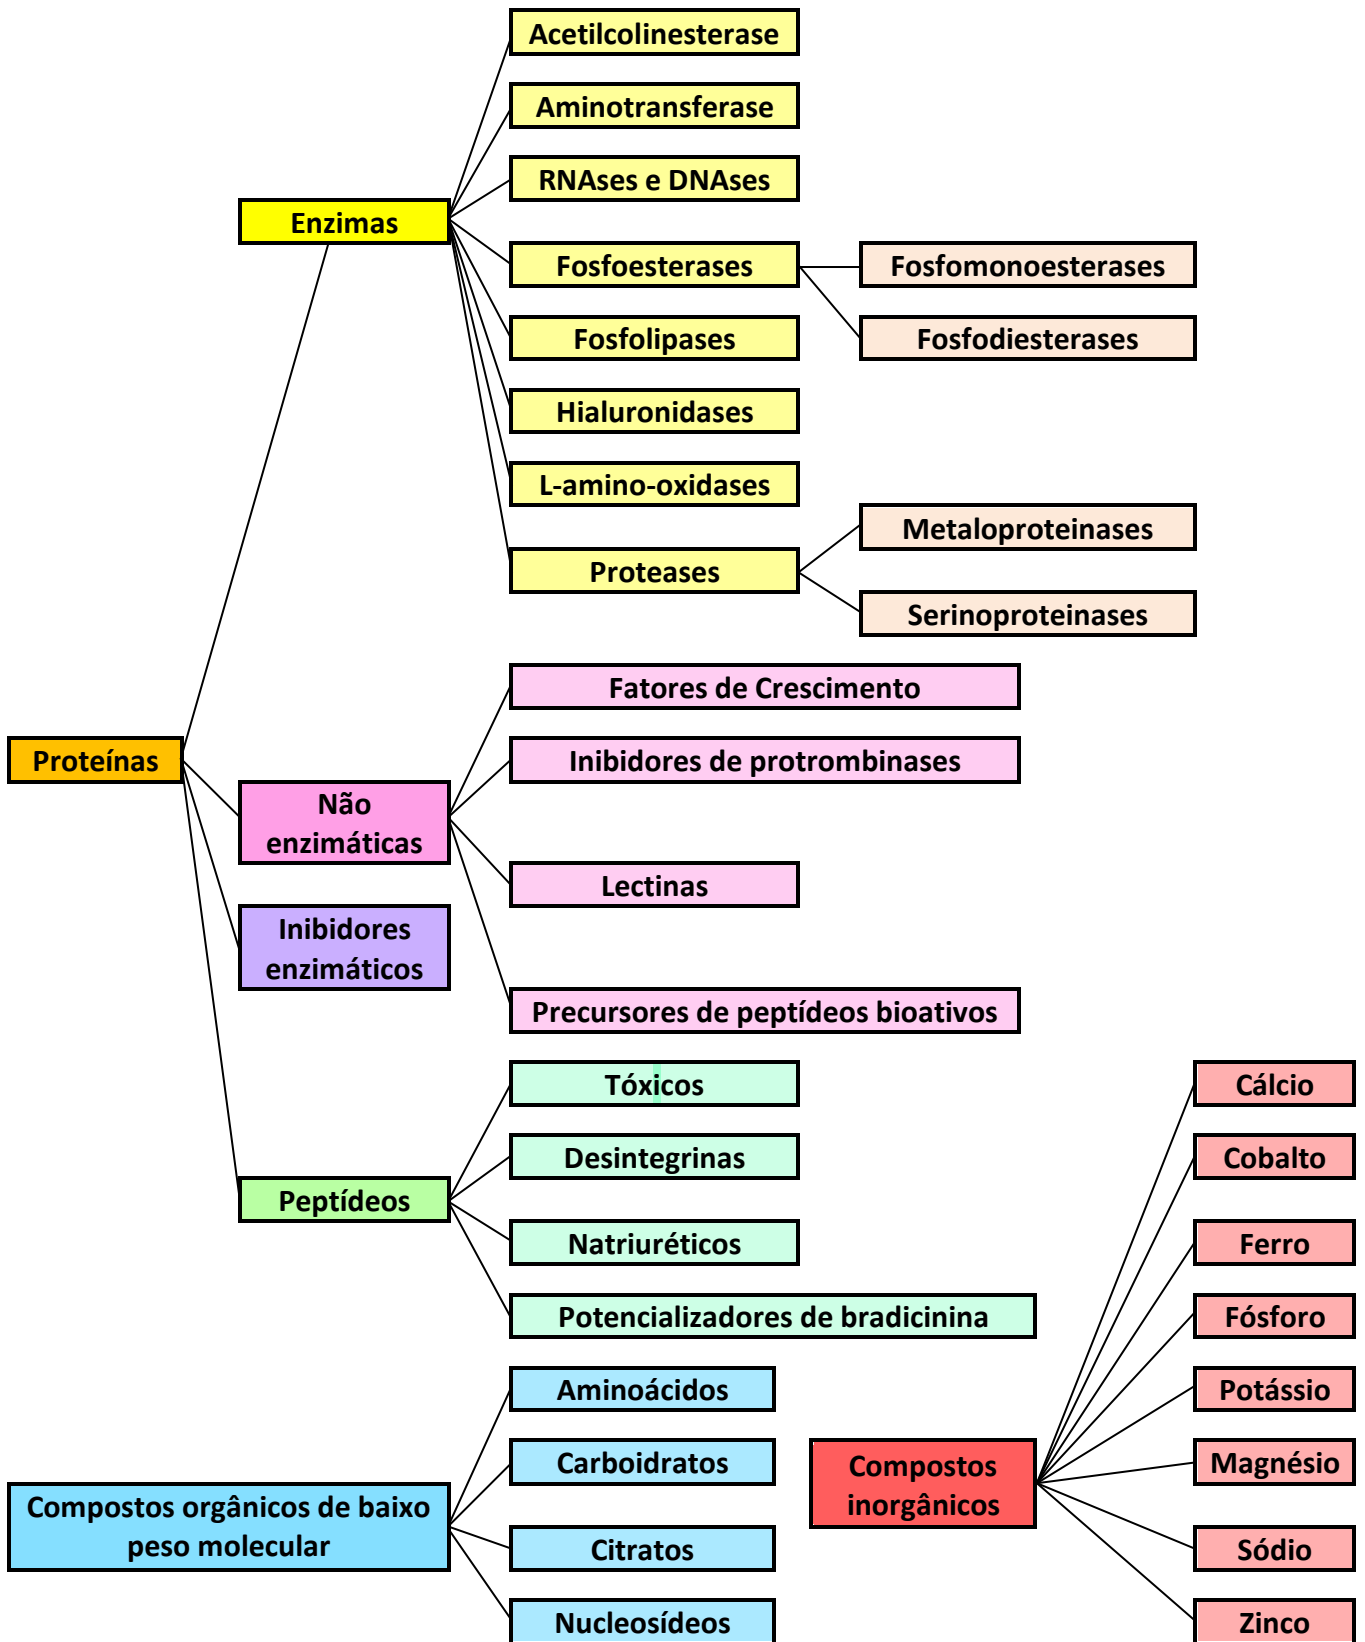 Acetilcolinesterase
Aminotransferase
RNAses e DNAses
Enzimas
Fosfoesterases
Fosfomonoesterases
Fosfolipases
Fosfodiesterases
Hialuronidases
L-amino-oxidases
Metaloproteinases
Proteases
Serinoproteinases
Fatores de Crescimento
Proteínas
Inibidores de protrombinases
Não
enzimáticas
Lectinas
Inibidores
enzimáticos
Precursores de peptídeos bioativos
Tóxicos
Desintegrinas
Peptídeos
Natriuréticos
Potencializadores de bradicinina
Aminoácidos
Carboidratos
Compostos orgânicos de baixo
peso molecular
Citratos
Nucleosídeos
Compostos
inorgânicos
Cálcio
Cobalto
Ferro
Fósforo
Potássio
Magnésio
Sódio
Zinco